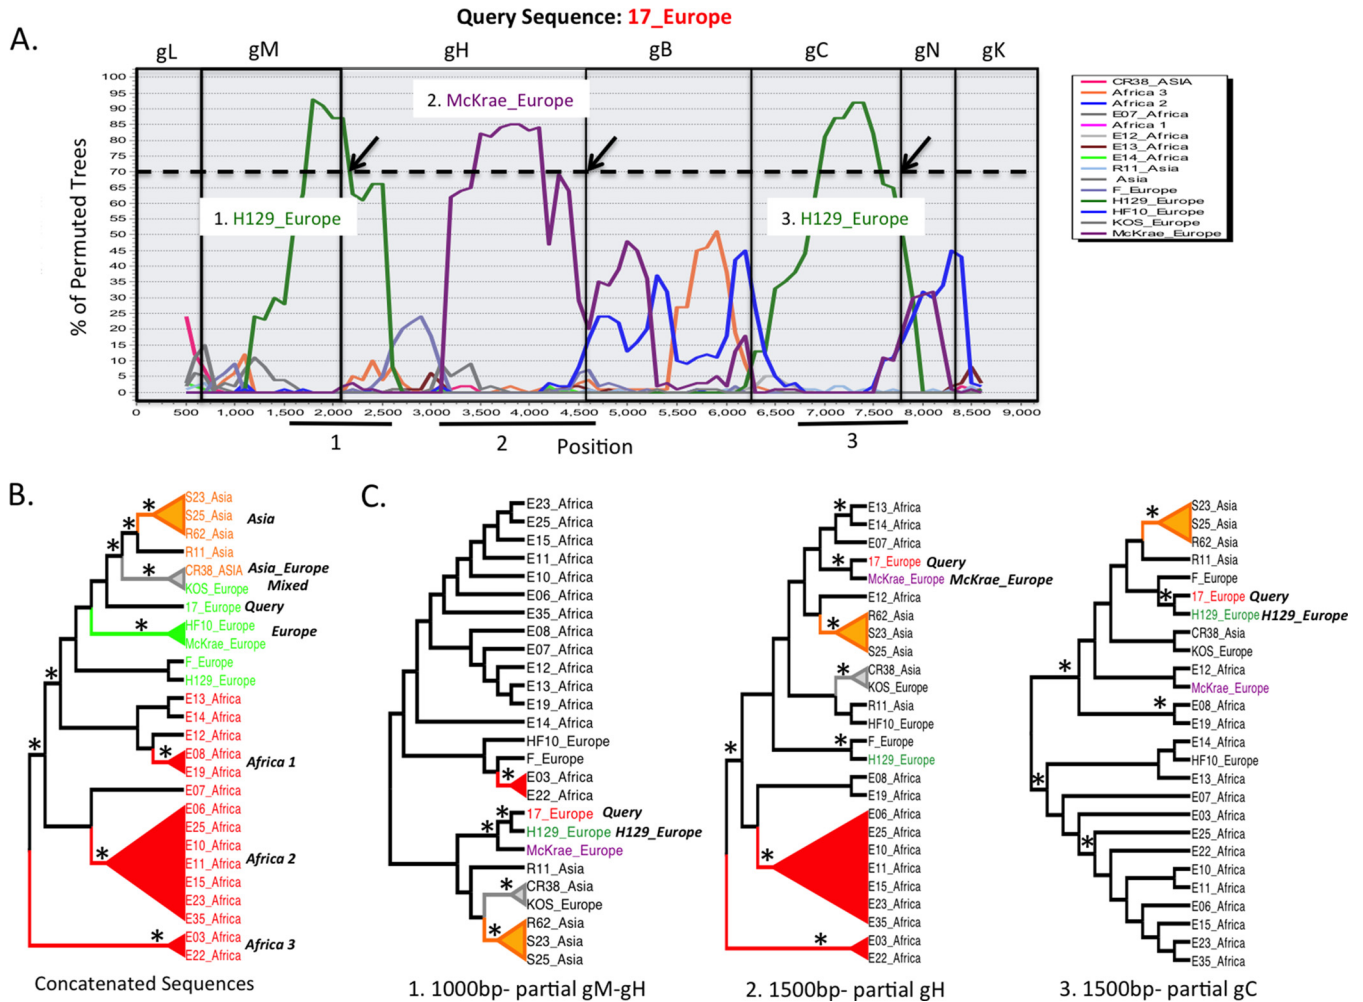 Query Sequence: 17_Europe
A.
gL gM gH gB gC gN gK
% of Permuted Trees
100
95
90
85
80
75
70
65
60
55
50
45
40
35
30
25
20
15
10
5
0
1. H129_Europe
2. McKrae_Europe
3. H129_Europe
0 500 1,000 1,500 2,000 2,500 3,000 3,500 4,000 4,500 5,000 5,500 6,000 6,500 7,000 7,500 8,000 8,500 9,000
1 2 3
Position
CR38_ASIA
Africa 3
Africa 2
E07_Africa
Africa 1
E12_Africa
E13_Africa
E14_Africa
R11_Asia
Asia
F_Europe
H129_Europe
HF10_Europe
KOS_Europe
McKrae_Europe
B.
S23_Asia
S25_Asia Asia
R62_Asia
R11_Asia
CR38_ASIA Asia_Europe
KOS_Europe Mixed
17_Europe Query
HF10_Europe Europe
McKrae_Europe
F_Europe
H129_Europe
E13_Africa
E14_Africa
E12_Africa
E08_Africa Africa 1
E19_Africa
E07_Africa
E06_Africa
E25_Africa
E10_Africa
E11_Africa Africa 2
E15_Africa
E23_Africa
E35_Africa
E03_Africa Africa 3
E22_Africa
Concatenated Sequences
C.
E23_Africa
E25_Africa
E15_Africa
E11_Africa
E10_Africa
E06_Africa
E35_Africa
E08_Africa
E07_Africa
E12_Africa
E13_Africa
E19_Africa
E14_Africa
HF10_Europe
F_Europe
E03_Africa
E22_Africa
17_Europe Query
H129_Europe H129_Europe
McKrae_Europe
R11_Asia
CR38_Asia
KOS_Europe
R62_Asia
S23_Asia
S25_Asia
1. 1000bp- partial gM-gH
E13_Africa
E14_Africa
E07_Africa
17_Europe Query
McKrae_Europe McKrae_Europe
E12_Africa
R62_Asia
S23_Asia
S25_Asia
CR38_Asia
KOS_Europe
R11_Asia
HF10_Europe
F_Europe
H129_Europe
E08_Africa
E19_Africa
E06_Africa
E25_Africa
E10_Africa
E11_Africa
E15_Africa
E23_Africa
E35_Africa
E03_Africa
E22_Africa
2. 1500bp- partial gH
S23_Asia
S25_Asia
R62_Asia
R11_Asia
F_Europe
17_Europe Query
H129_Europe H129_Europe
CR38_Asia
KOS_Europe
E12_Africa
McKrae_Europe
E08_Africa
E19_Africa
E14_Africa
HF10_Europe
E13_Africa
E07_Africa
E03_Africa
E25_Africa
E22_Africa
E10_Africa
E11_Africa
E06_Africa
E15_Africa
E23_Africa
E35_Africa
3. 1500bp- partial gC